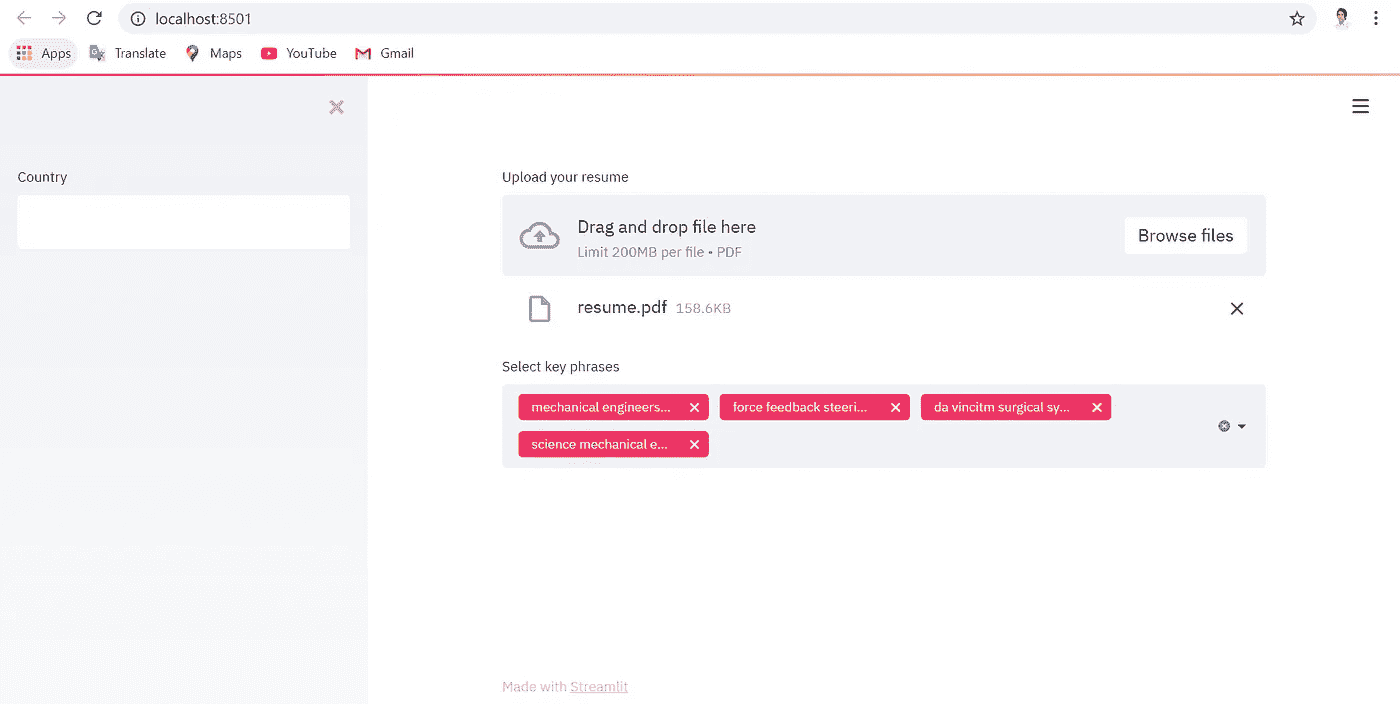 localhost:8501
Apps Translate Maps YouTube Gmail
Country
Upload your resume
Drag and drop file here
Limit 200MB per file • PDF
Browse files
resume.pdf 158.6KB
Select key phrases
mechanical engineers... force feedback steeri... da vincitm surgical sy...
science mechanical e...
Made with Streamlit